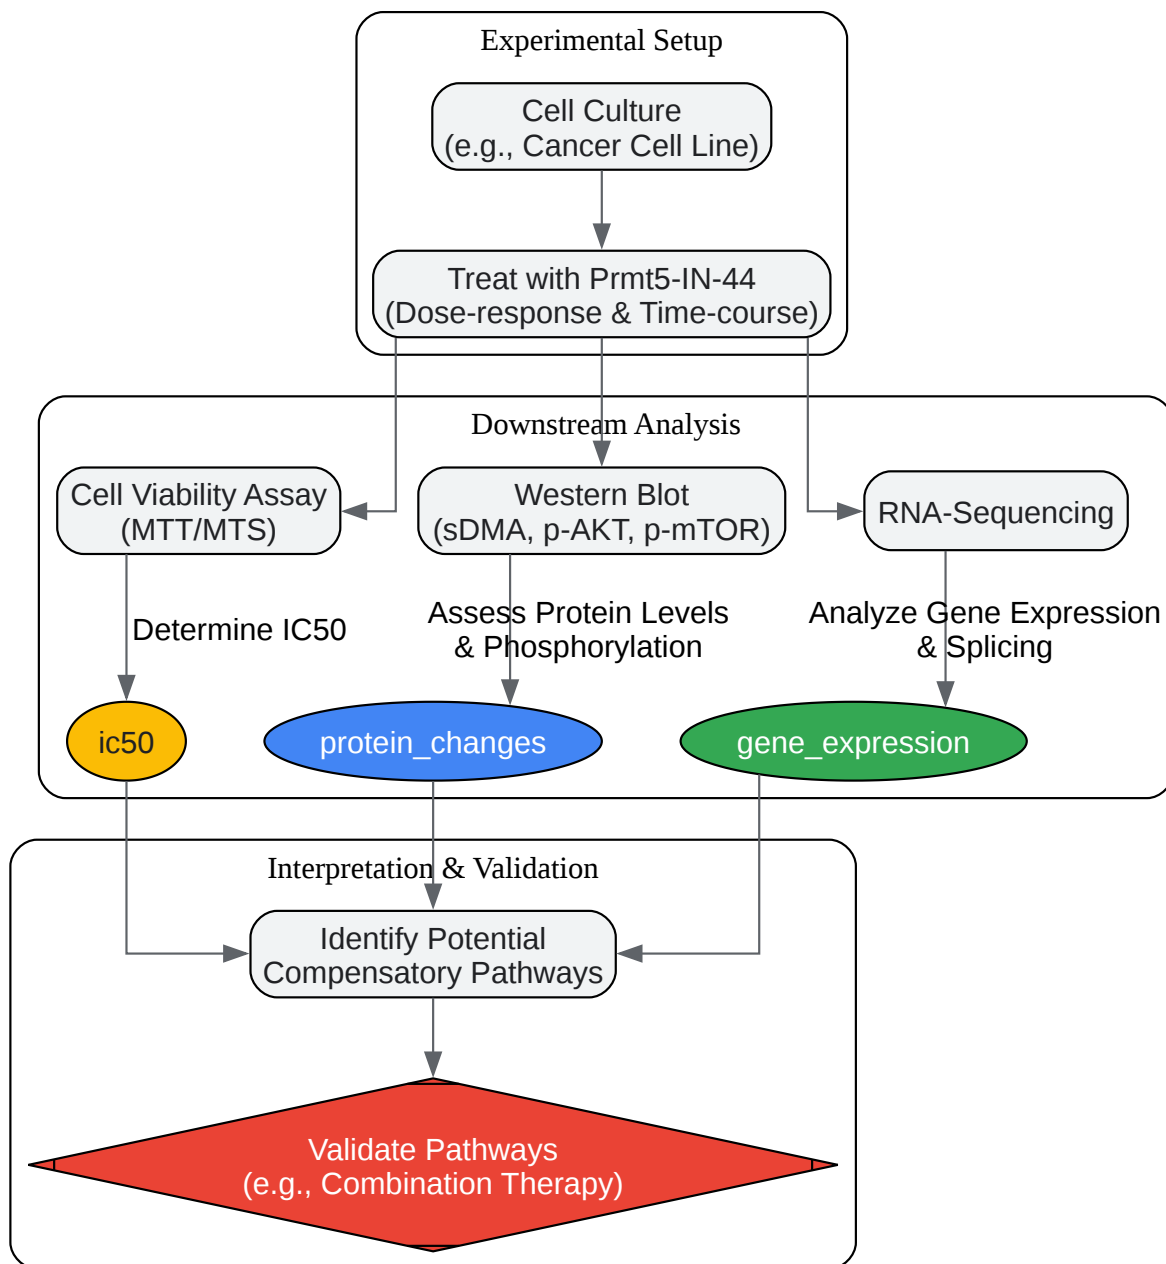 Experimental Setup
Cell Culture
(e.g., Cancer Cell Line)
Treat with Prmt5-IN-44
(Dose-response & Time-course)
Downstream Analysis
Cell Viability Assay
(MTT/MTS)
Western Blot
(sDMA, p-AKT, p-mTOR)
RNA-Sequencing
Determine IC50
Assess Protein Levels
& Phosphorylation
Analyze Gene Expression
& Splicing
ic50
protein_changes
gene_expression
Interpretation & Validation
Identify Potential
Compensatory Pathways
Validate Pathways
(e.g., Combination Therapy)